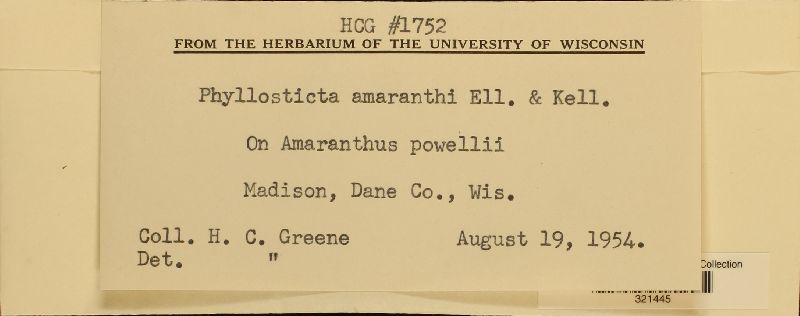 HCG #1752
FROM THE HERBARIUM OF THE UNIVERSITY OF WISCONSIN
Phyllosticta amaranthi Ell. & Kell.
On Amaranthus powellii
Madison, Dane Co., Wis.
Coll. H. C. Greene August 19, 1954.
Det. "
Collection
321445